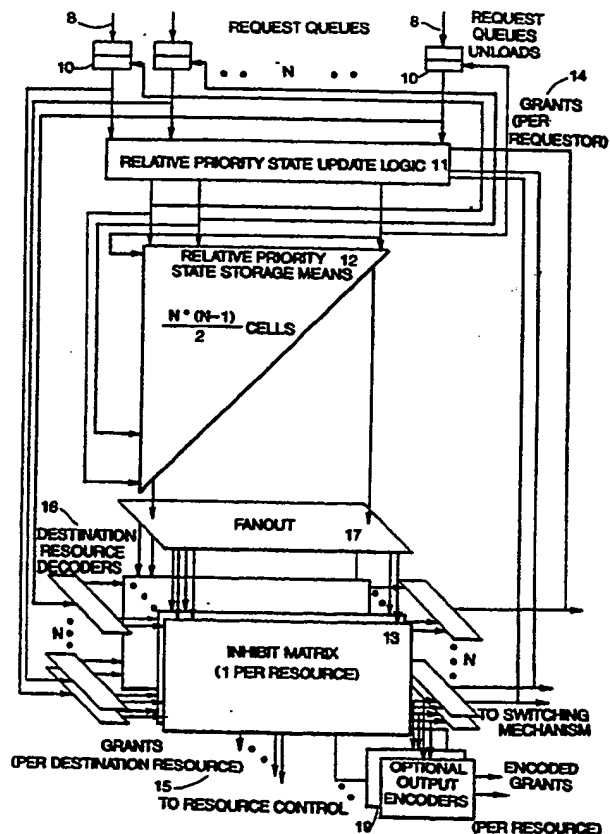 REQUEST QUEUES
REQUEST
QUEUES
UNLOADS
8
8
10
10
• • N • •
14
GRANTS
(PER
REQUESTOR)
RELATIVE PRIORITY STATE UPDATE LOGIC 11
RELATIVE PRIORITY 12
STATE STORAGE MEANS
N*(N-1)
2
CELLS
16
DESTINATION
RESOURCE
DECODERS
FANOUT
17
N
13
INHIBIT MATRIX
(1 PER RESOURCE)
N
TO SWITCHING
MECHANISM
GRANTS
(PER DESTINATION RESOURCE)
15
TO RESOURCE CONTROL
OPTIONAL
OUTPUT
ENCODERS
ENCODED
GRANTS
(PER RESOURCE)